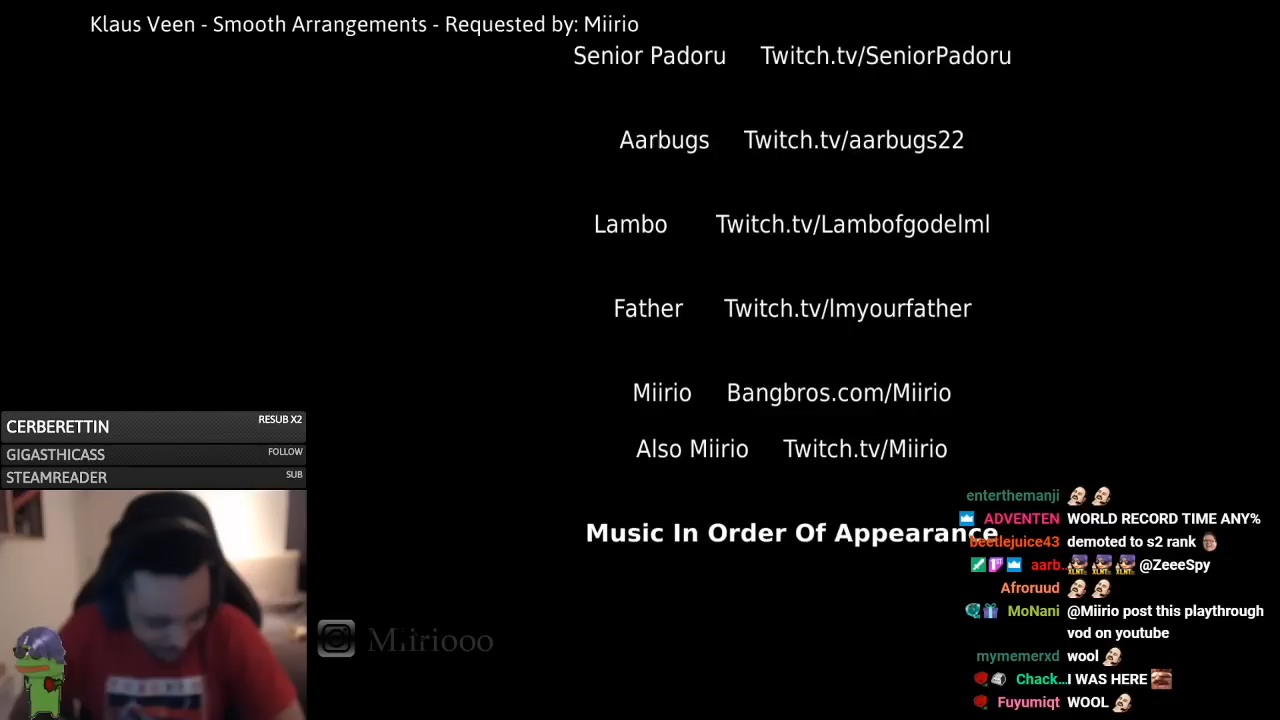 Klaus Veen - Smooth Arrangements - Requested by: Miirio
Senior Padoru Twitch.tv/SeniorPadoru
Aarbugs Twitch.tv/aarbugs22
Lambo Twitch.tv/Lambofgodelml
Father Twitch.tv/Imyourfather
Miirio Bangbros.com/Miirio
Also Miirio Twitch.tv/Miirio
Music In Order Of Appearance
CERBERETTIN RESUB X2
GIGASTHICASS FOLLOW
STEAMREADER SUB
Miiriooo
enterthemanji
ADVENTEN WORLD RECORD TIME ANY%
beetlejuice43 demoted to s2 rank
aarb... @ZeeeSpy
Afroruud
MoNani @Miirio post this playthrough
vod on youtube
mymemerxd wool
Chack... I WAS HERE
Fuyumiqt WOOL